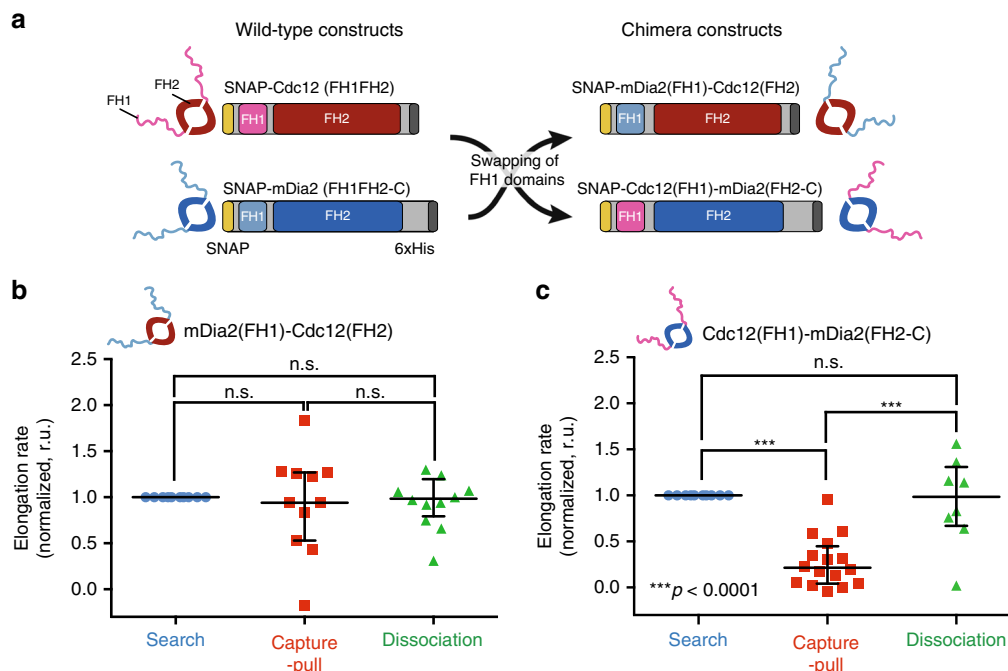 a
Wild-type constructs
Chimera constructs
SNAP-Cdc12 (FH1FH2)
SNAP-mDia2(FH1)-Cdc12(FH2)
FH2
FH1
FH1
FH2
FH1
FH2
Swapping of
FH1 domains
SNAP-mDia2 (FH1FH2-C)
SNAP-Cdc12(FH1)-mDia2(FH2-C)
FH1
FH2
FH1
FH2
SNAP
6xHis
b
mDia2(FH1)-Cdc12(FH2)
Elongation rate
(normalized, r.u.)
2.5
2.0
1.5
1.0
0.5
0.0
n.s.
n.s.
n.s.
Search
Capture
-pull
Dissociation
c
Cdc12(FH1)-mDia2(FH2-C)
Elongation rate
(normalized, r.u.)
2.5
2.0
1.5
1.0
0.5
0.0
n.s.
***
***
***p < 0.0001
Search
Capture
-pull
Dissociation